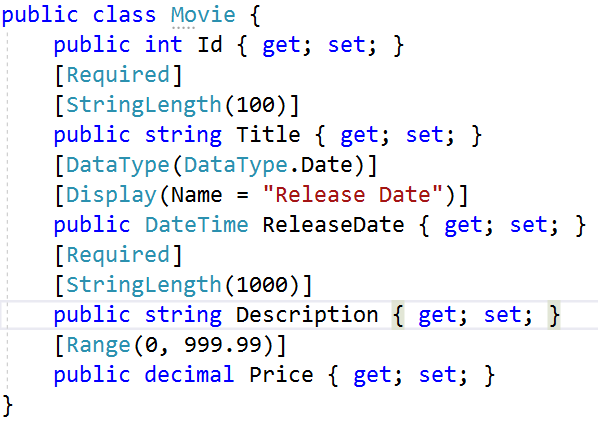 public class Movie {
    public int Id { get; set; }
    [Required]
    [StringLength(100)]
    public string Title { get; set; }
    [DataType(DataType.Date)]
    [Display(Name = "Release Date")]
    public DateTime ReleaseDate { get; set; }
    [Required]
    [StringLength(1000)]
    public string Description { get; set; }
    [Range(0, 999.99)]
    public decimal Price { get; set; }
}